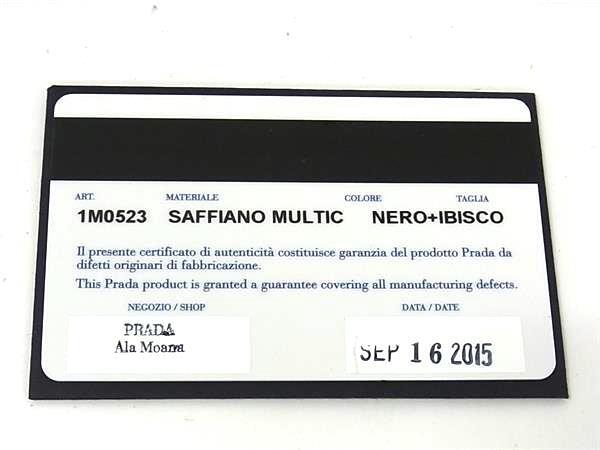 ART. MATERIALE COLORE TAGLIA
1M0523 SAFFIANO MULTIC NERO+IBISCO
Il presente certificato di autenticità costituisce garanzia del prodotto Prada da
difetti originari di fabbricazione.
This Prada product is granted a guarantee covering all manufacturing defects.
NEGOZIO / SHOP DATA / DATE
PRADA
Ala Moana
SEP 16 2015